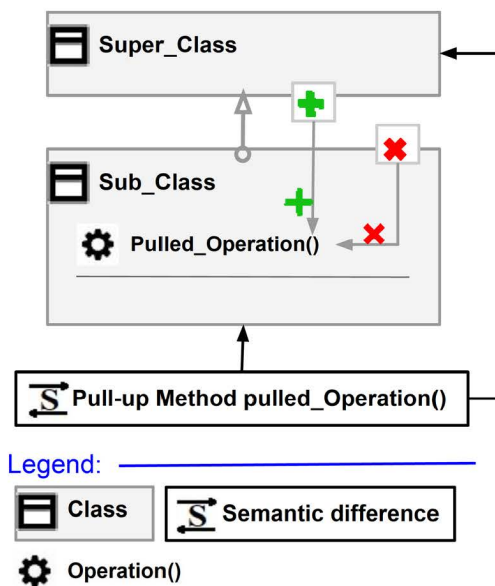 Super_Class
Sub_Class
Pulled_Operation()
S Pull-up Method pulled_Operation()
Legend:
Class
S Semantic difference
Operation()